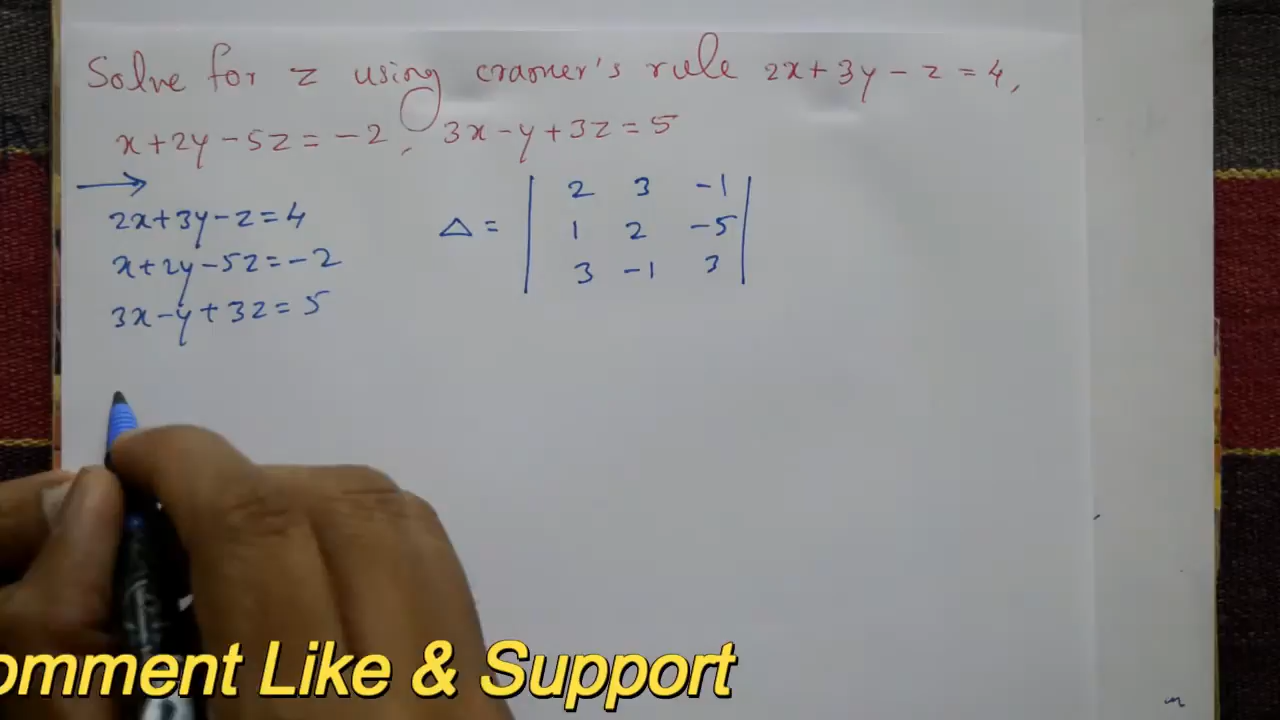 Solve for z using cramer's rule 2x+3y-z=4,
x+2y-5z=-2, 3x-y+3z=5
2x+3y-z=4
x+2y-5z=-2
3x-y+3z=5
Δ= | 2 3 -1 |
| 1 2 -5 |
| 3 -1 3 |
omment Like & Support